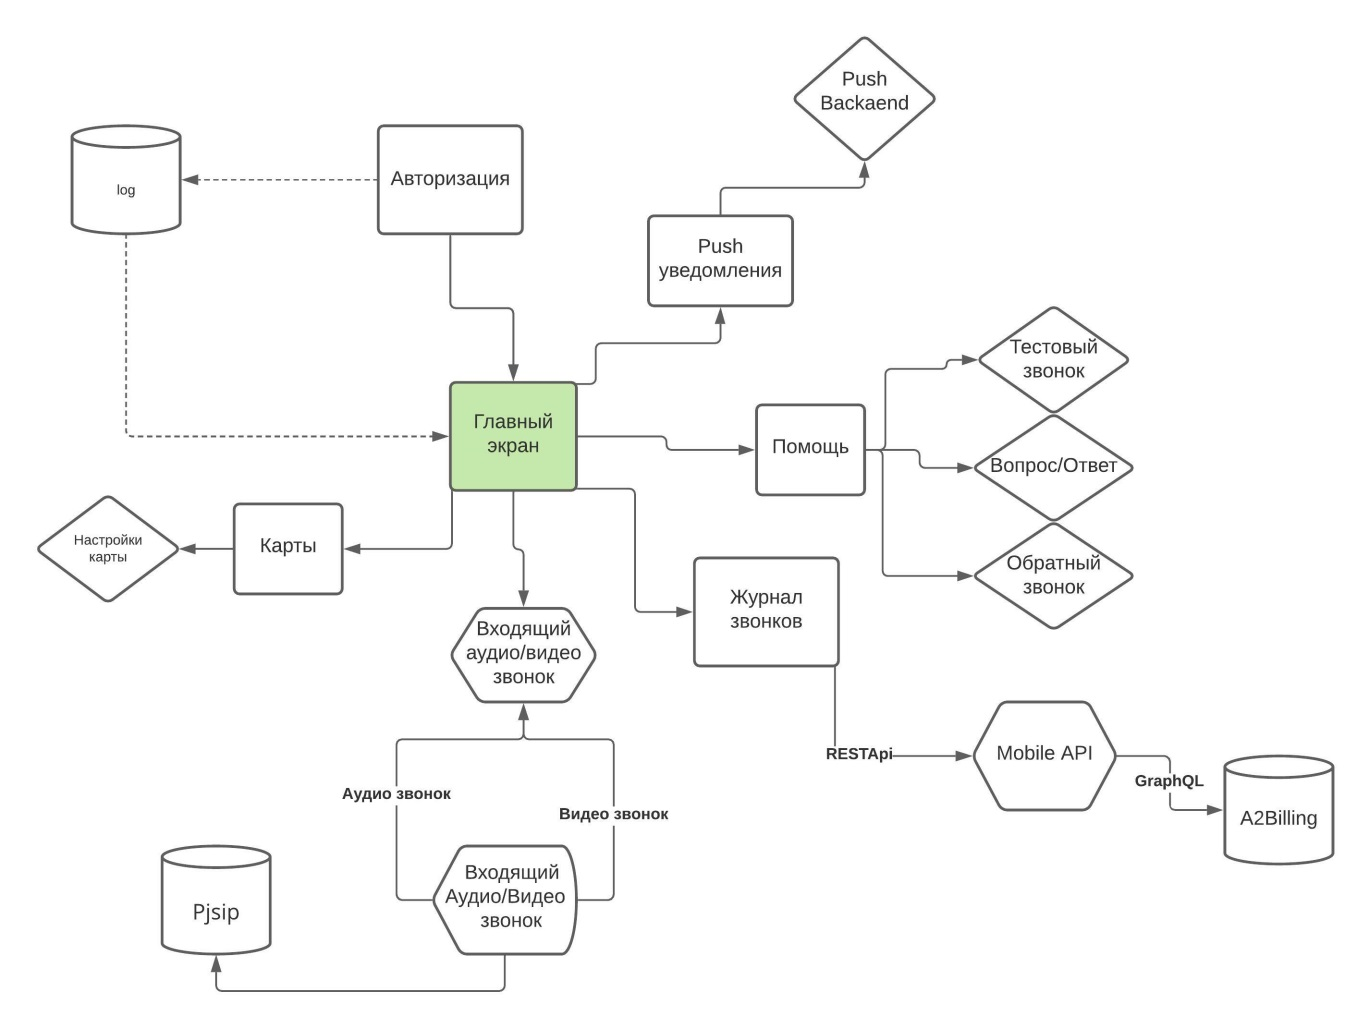 Push
Backaend
log
Авторизация
Push
уведомления
Тестовый
звонок
Главный
экран
Помощь
Вопрос/Ответ
Настройки
карты
Карты
Обратный
звонок
Журнал
звонков
Входящий
аудио/видео
звонок
RESTApi
Mobile API
GraphQL
A2Billing
Аудио звонок
Видео звонок
Входящий
Аудио/Видео
звонок
Pjsip